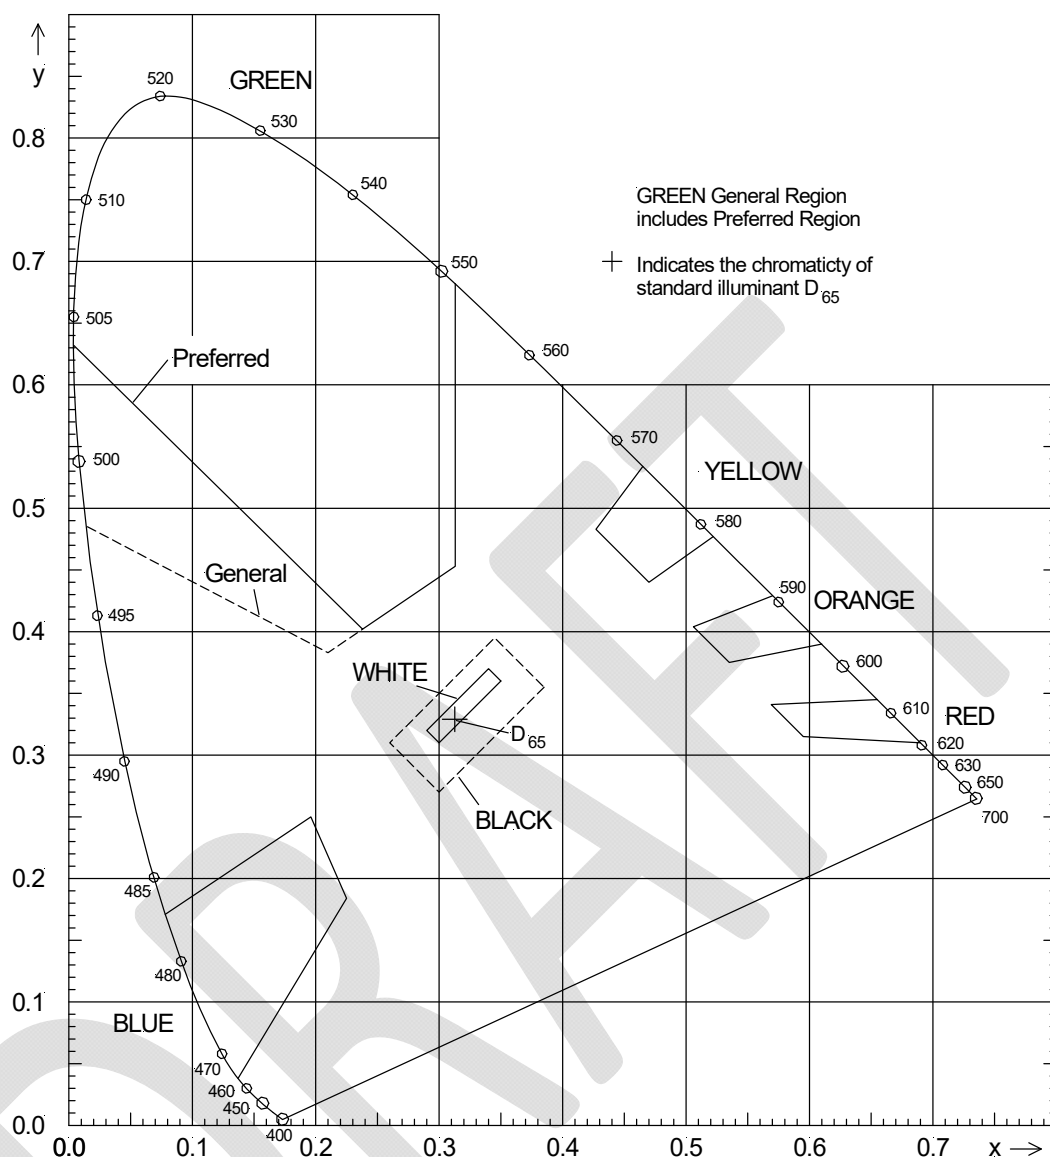 y
520
GREEN
530
0.8
540
510
GREEN General Region
includes Preferred Region
0.7
550
Indicates the chromaticty of
standard illuminant D65
505
560
Preferred
0.6
570
500
YELLOW
580
0.5
General
590
ORANGE
495
0.4
600
WHITE
610
RED
D65
620
0.3
630
490
650
BLACK
700
0.2
485
480
0.1
BLUE
470
460
450
0.0
400
0.0 0.1 0.2 0.3 0.4 0.5 0.6 0.7 x
DRAFT